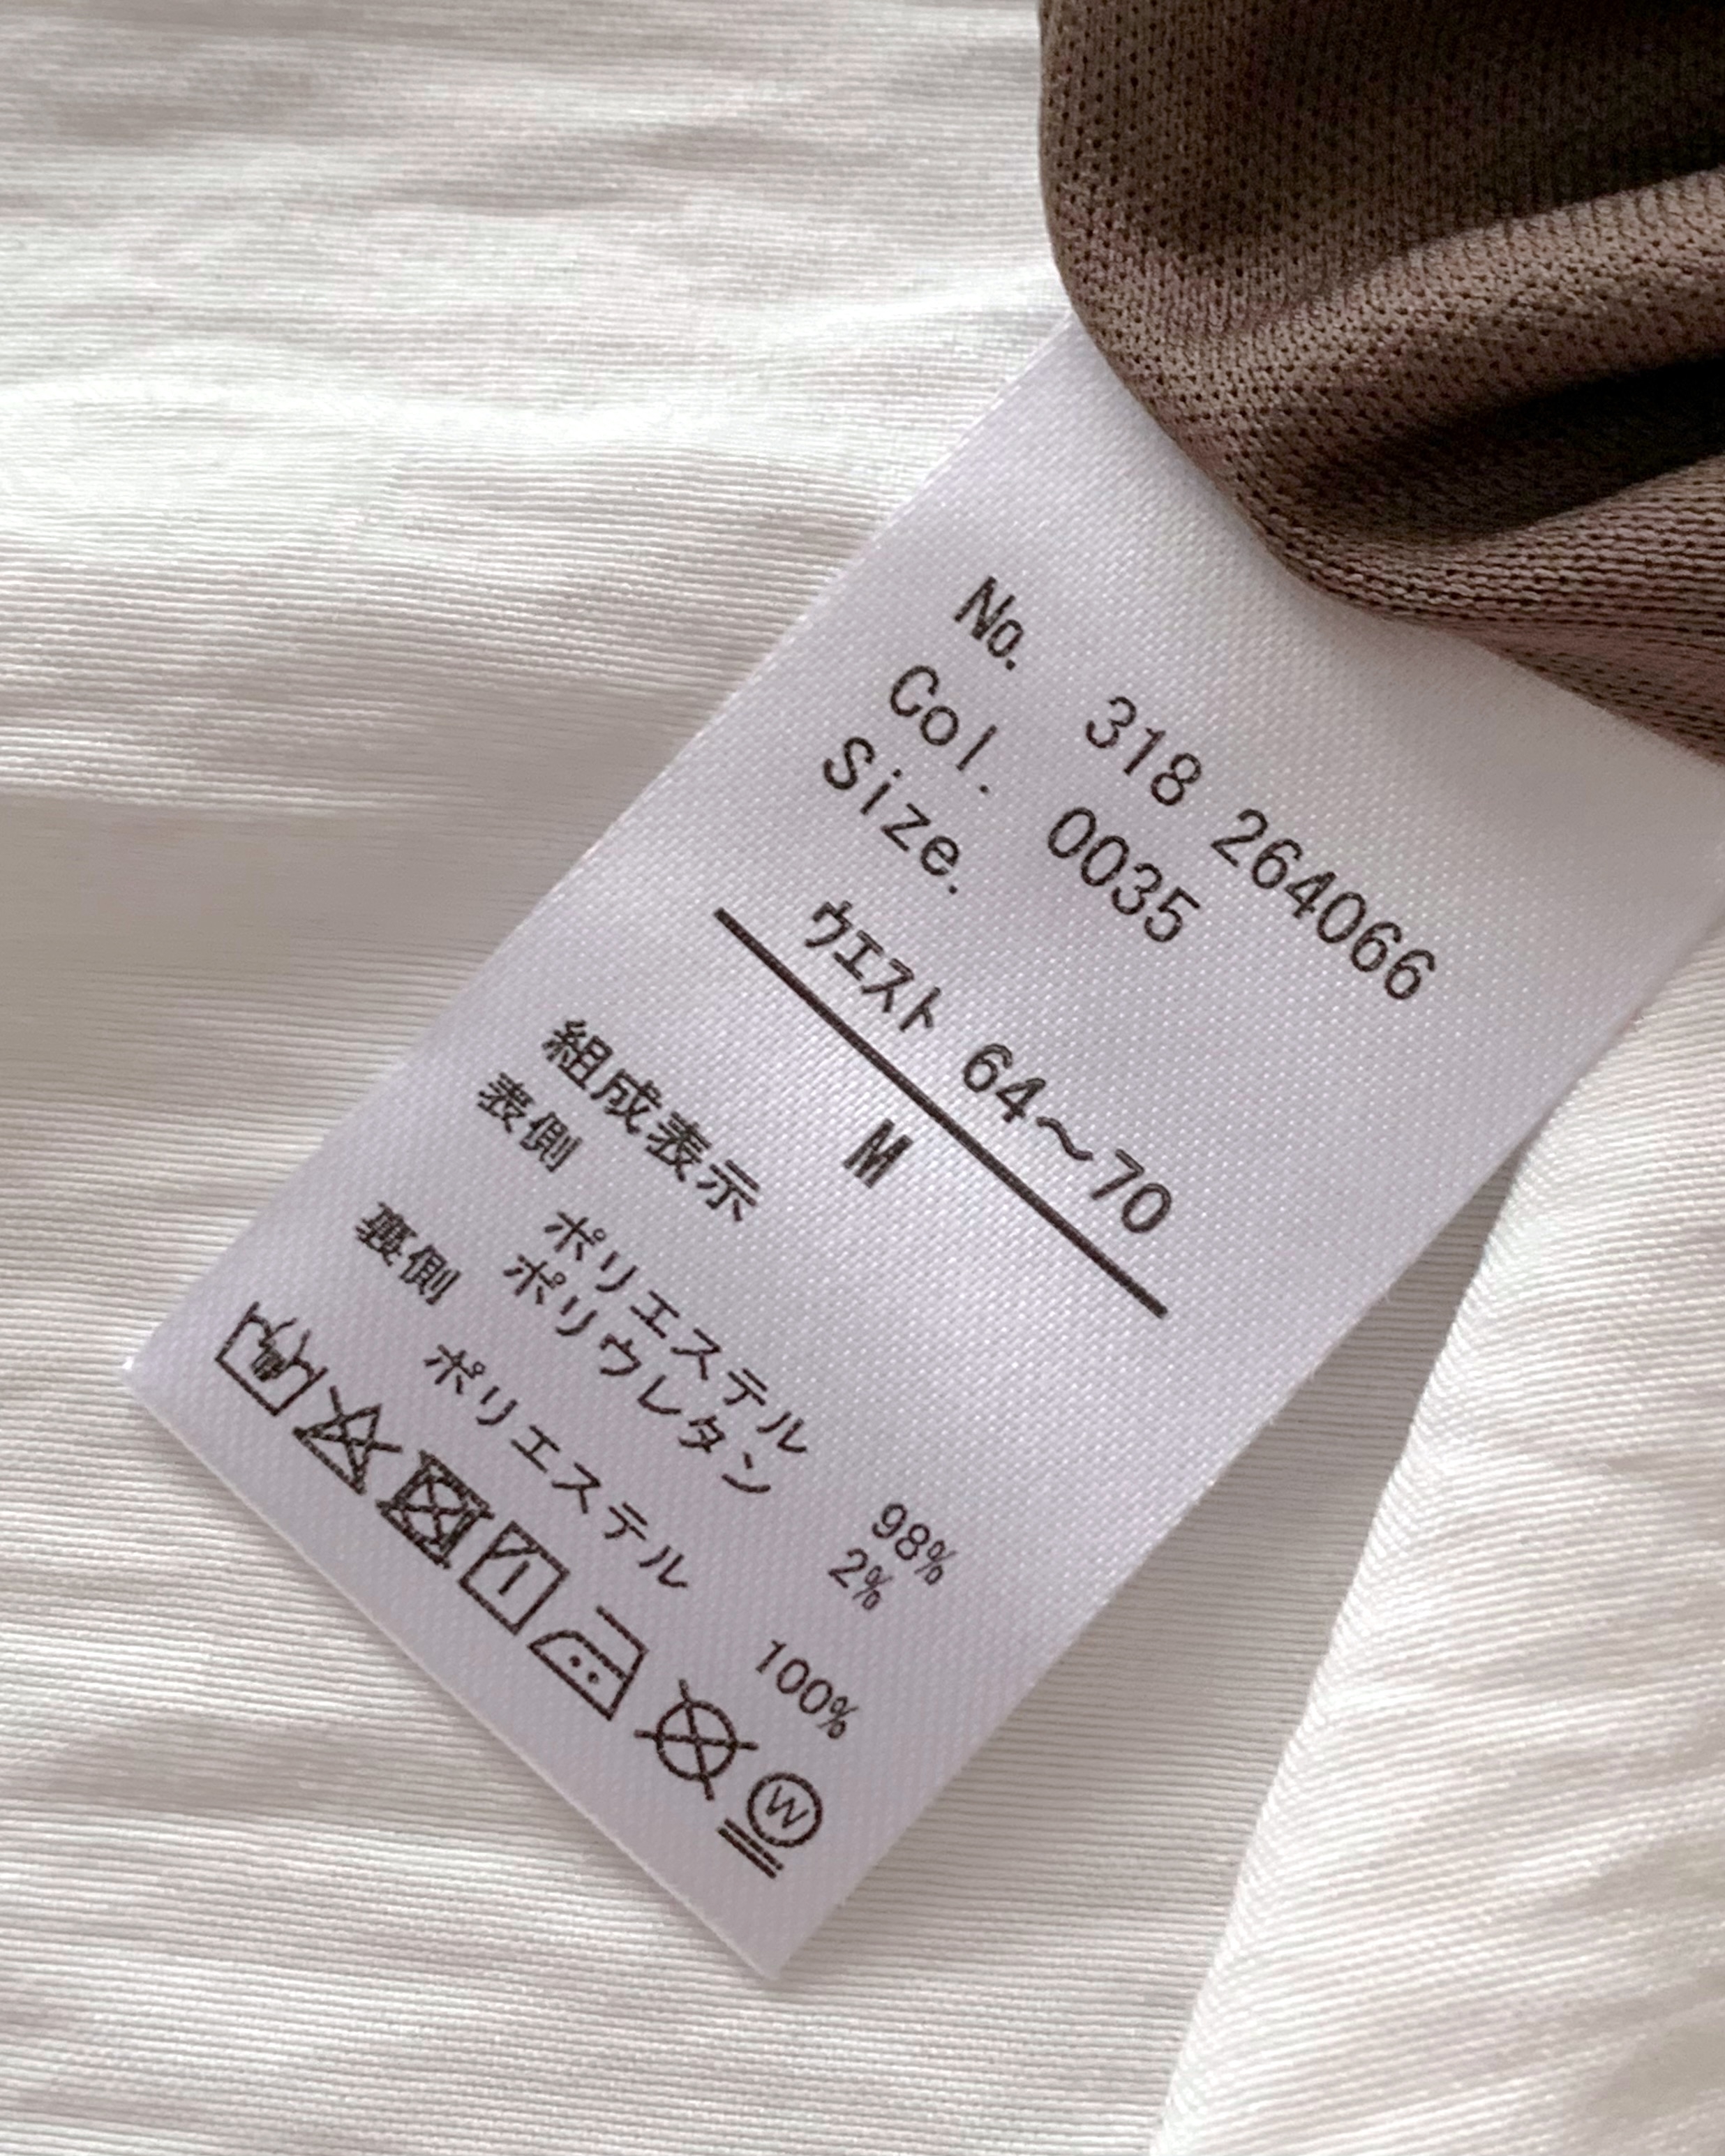 No. 318 264066
Col. 0035
Size.
ウエスト 64～70
M
組成表示
表側 ポリエステル 98%
ポリウレタン 2%
裏側 ポリエステル 100%
W